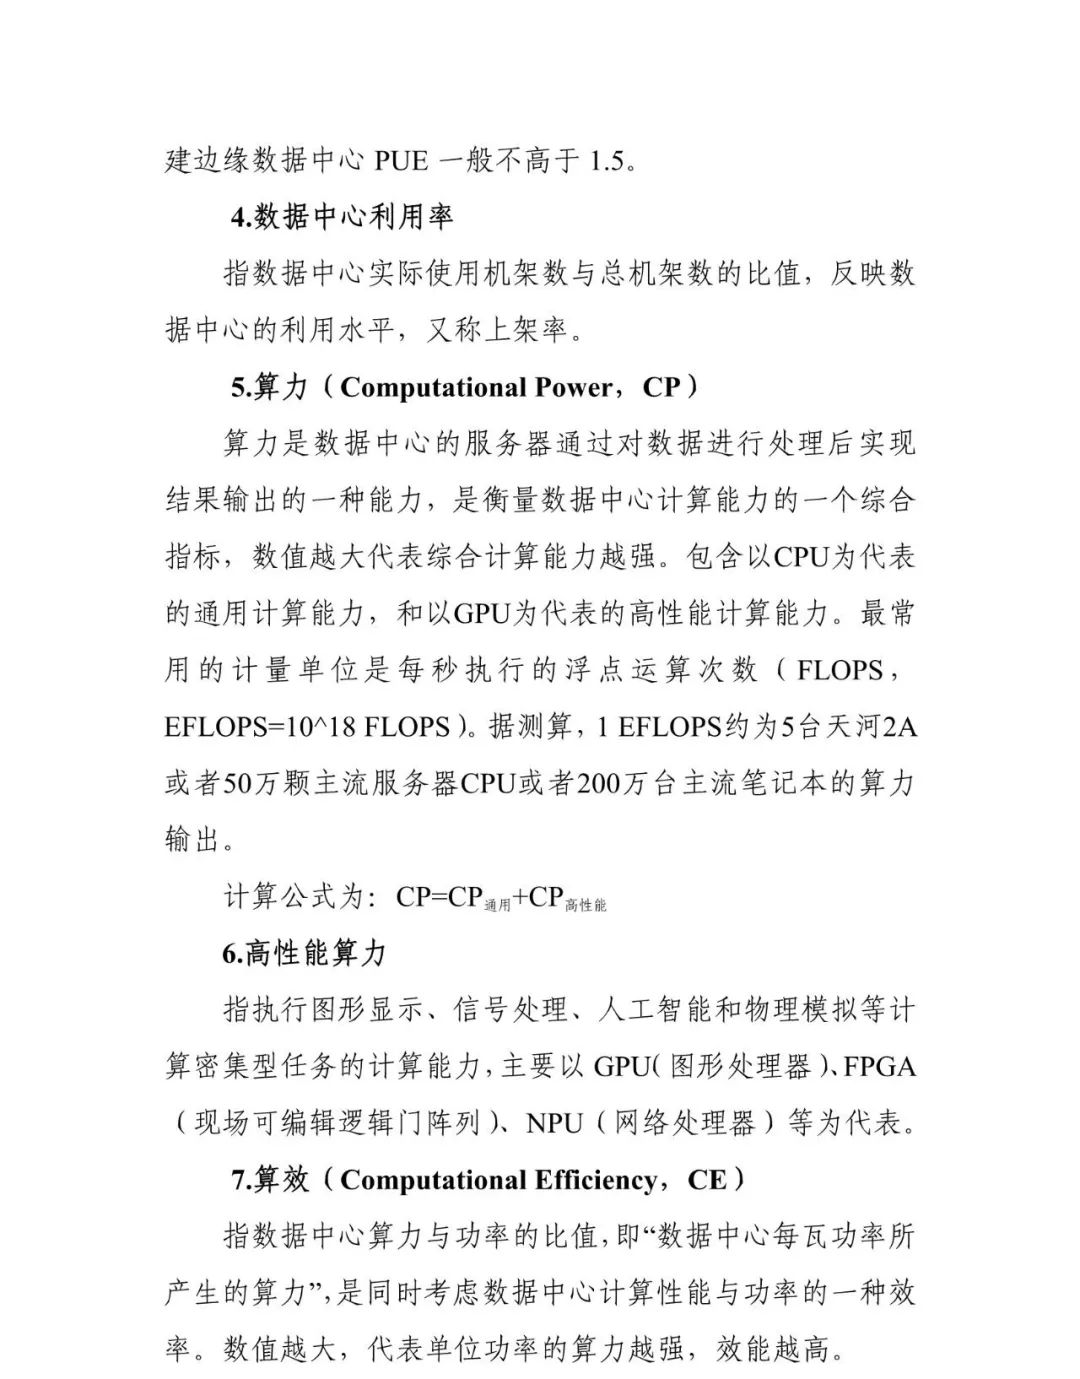 建边缘数据中心 PUE 一般不高于 1.5。
4.数据中心利用率
指数据中心实际使用机架数与总机架数的比值，反映数
据中心的利用水平，又称上架率。
5.算力（Computational Power，CP）
算力是数据中心的服务器通过对数据进行处理后实现
结果输出的一种能力，是衡量数据中心计算能力的一个综合
指标，数值越大代表综合计算能力越强。包含以CPU为代表
的通用计算能力，和以GPU为代表的高性能计算能力。最常
用的计量单位是每秒执行的浮点运算次数（FLOPS，
EFLOPS=10^18 FLOPS）。据测算，1 EFLOPS约为5台天河2A
或者50万颗主流服务器CPU或者200万台主流笔记本的算力
输出。
计算公式为：CP=CP通用+CP高性能
6.高性能算力
指执行图形显示、信号处理、人工智能和物理模拟等计
算密集型任务的计算能力，主要以 GPU（图形处理器）、FPGA
（现场可编辑逻辑门阵列）、NPU（网络处理器）等为代表。
7.算效（Computational Efficiency，CE）
指数据中心算力与功率的比值，即“数据中心每瓦功率所
产生的算力”，是同时考虑数据中心计算性能与功率的一种效
率。数值越大，代表单位功率的算力越强，效能越高。